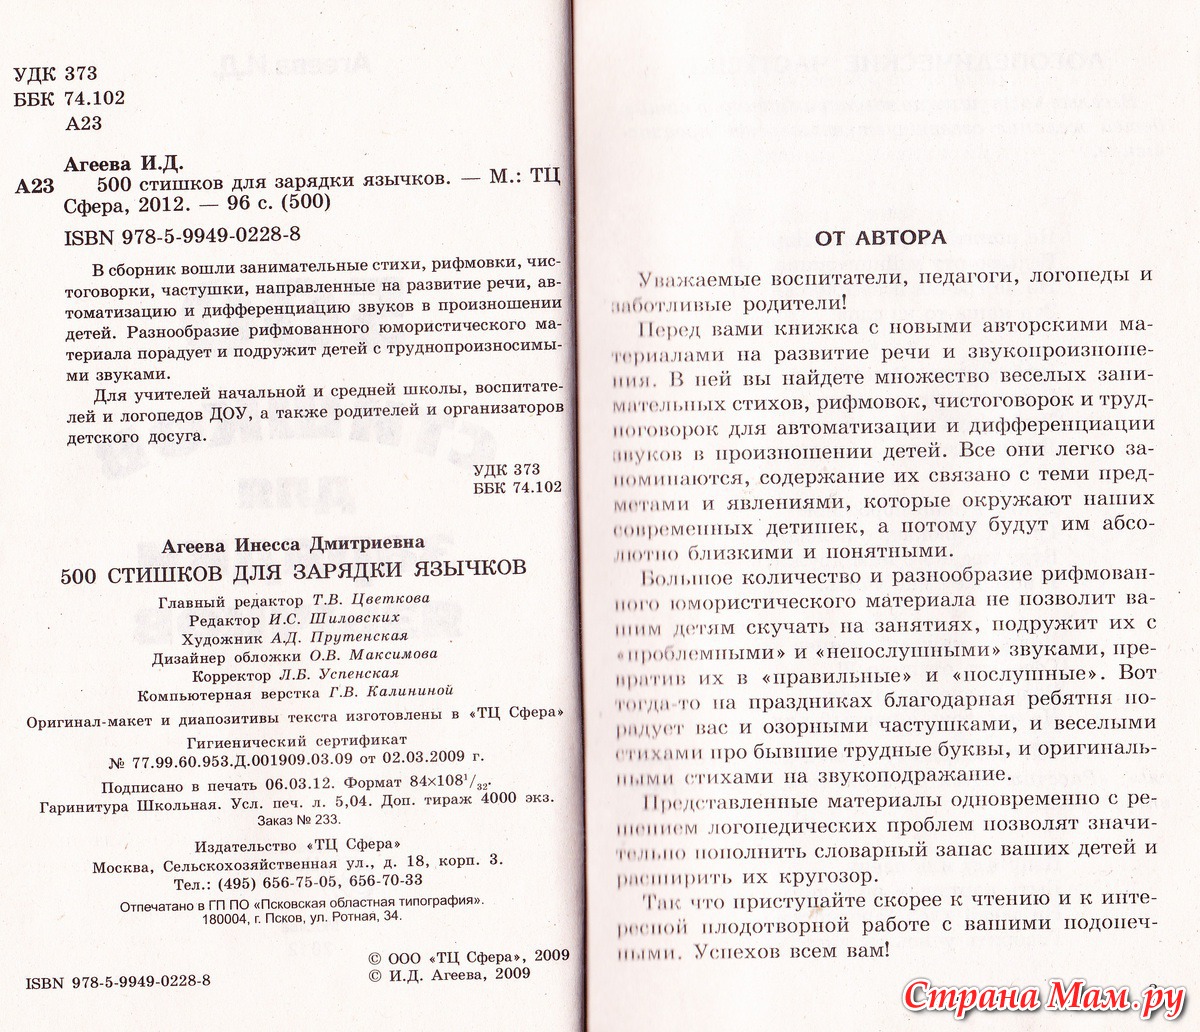 УДК 373
ББК 74.102
А23
Агеева И.Д.
А23 500 стишков для зарядки язычков. — М.: ТЦ
Сфера, 2012. — 96 с. (500)
ISBN 978-5-9949-0228-8
В сборник вошли занимательные стихи, рифмовки, чис-
тоговорки, частушки, направленные на развитие речи, ав-
томатизацию и дифференциацию звуков в произношении
детей. Разнообразие рифмованного юмористического ма-
териала порадует и подружит детей с труднопроизносимы-
ми звуками.
Для учителей начальной и средней школы, воспитате-
лей и логопедов ДОУ, а также родителей и организаторов
детского досуга.
УДК 373
ББК 74.102
Агеева Инесса Дмитриевна
500 СТИШКОВ ДЛЯ ЗАРЯДКИ ЯЗЫЧКОВ
Главный редактор Т.В. Цветкова
Редактор И.С. Шиловских
Художник А.Д. Прутенская
Дизайнер обложки О.В. Максимова
Корректор Л.Б. Успенская
Компьютерная верстка Г.В. Калининой
Оригинал-макет и диапозитивы текста изготовлены в «ТЦ Сфера»
Гигиенический сертификат
№ 77.99.60.953.Д.001909.03.09 от 02.03.2009 г.
Подписано в печать 06.03.12. Формат 84×108¹/₃₂.
Гарнитура Школьная. Усл. печ. л. 5,04. Доп. тираж 4000 экз.
Заказ № 233.
Издательство «ТЦ Сфера»
Москва, Сельскохозяйственная ул., д. 18, корп. 3.
Тел.: (495) 656-75-05, 656-70-33
Отпечатано в ГП ПО «Псковская областная типография».
180004, г. Псков, ул. Ротная, 34.
© ООО «ТЦ Сфера», 2009
© И.Д. Агеева, 2009
ISBN 978-5-9949-0228-8
ОТ АВТОРА
Уважаемые воспитатели, педагоги, логопеды и
заботливые родители!
Перед вами книжка с новыми авторскими ма-
териалами на развитие речи и звукопроизноше-
ния. В ней вы найдете множество веселых зани-
мательных стихов, рифмовок, чистоговорок и труд-
ноговорок для автоматизации и дифференциации
звуков в произношении детей. Все они легко за-
поминаются, содержание их связано с теми пред-
метами и явлениями, которые окружают наших
современных детишек, а потому будут им абсо-
лютно близкими и понятными.
Большое количество и разнообразие рифмован-
ного юмористического материала не позволит ва-
шим детям скучать на занятиях, подружит их с
«проблемными» и «непослушными» звуками, пре-
вратив их в «правильные» и «послушные». Вот
тогда-то на праздниках благодарная ребятня по-
радует вас и озорными частушками, и веселыми
стихами про бывшие трудные буквы, и оригиналь-
ными стихами на звукоподражание.
Представленные материалы одновременно с ре-
шением логопедических проблем позволят значи-
тельно пополнить словарный запас ваших детей и
расширить их кругозор.
Так что приступайте скорее к чтению и к инте-
ресной плодотворной работе с вашими подопеч-
ными. Успехов всем вам!
Страна Мам.ру